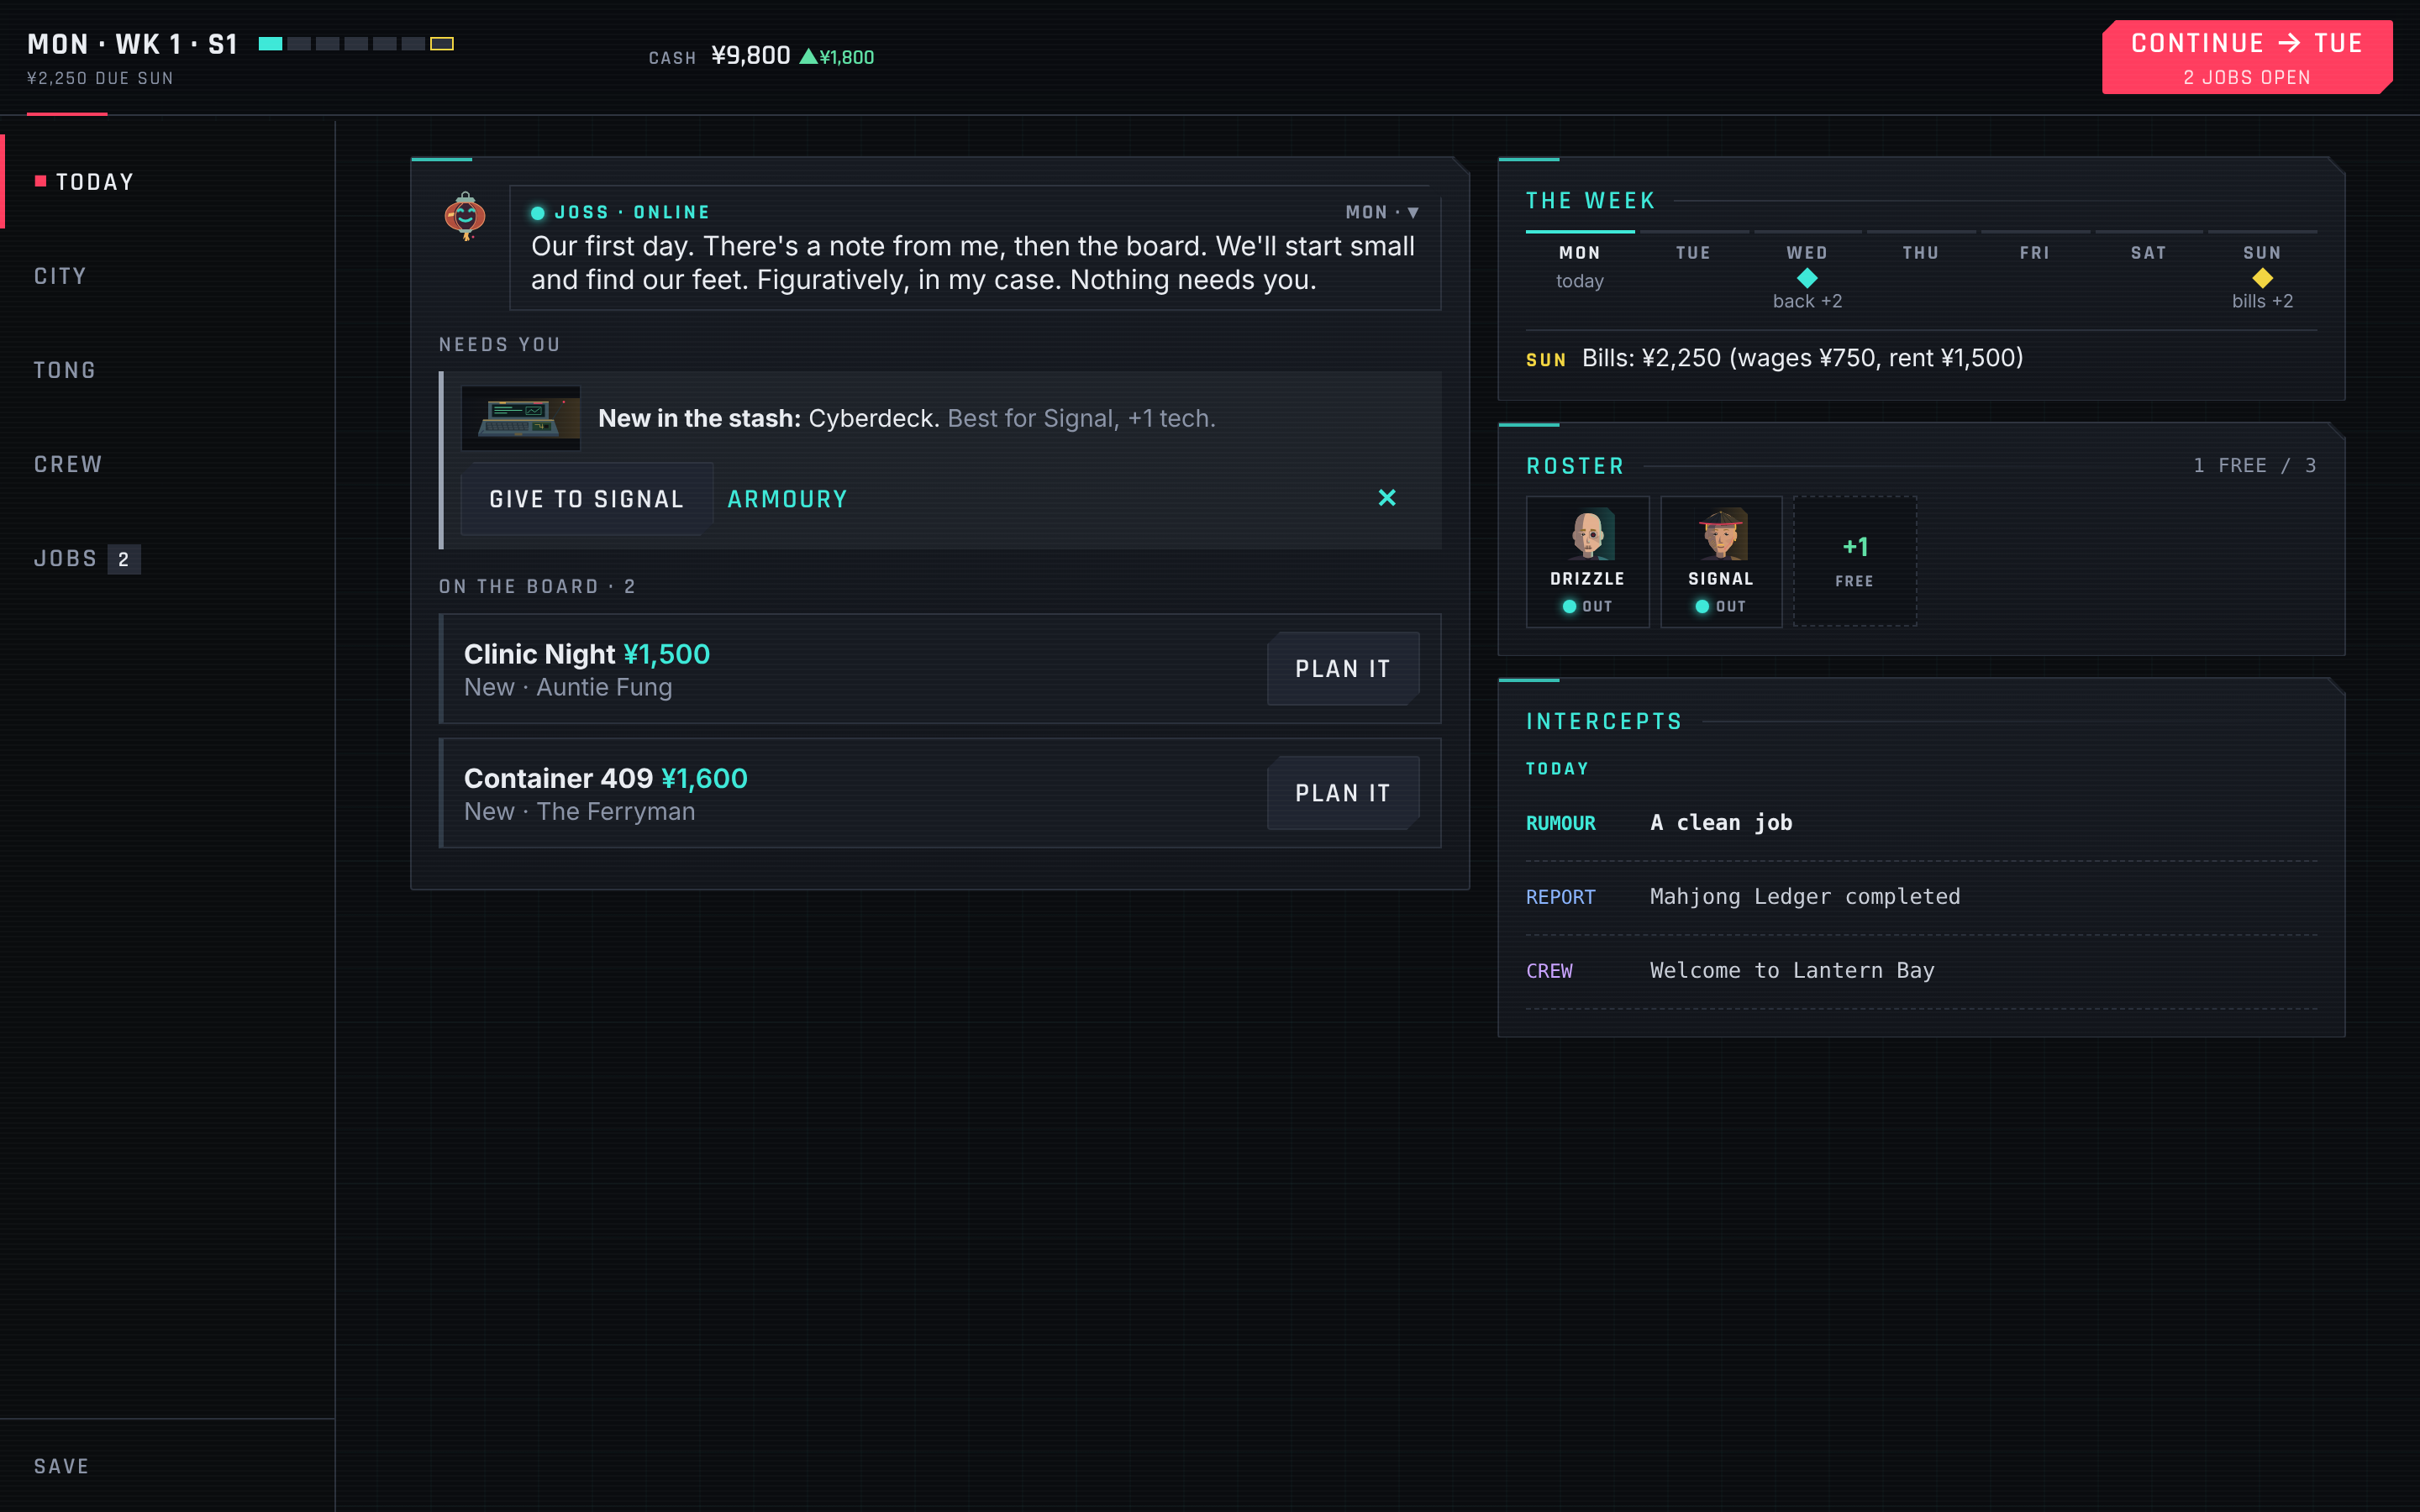 MON · WK 1 · S1
¥2,250 DUE SUN
CASH ¥9,800 ▲¥1,800
CONTINUE → TUE
2 JOBS OPEN
TODAY
CITY
TONG
CREW
JOBS 2
SAVE
JOSS · ONLINE MON · ▼
Our first day. There's a note from me, then the board. We'll start small
and find our feet. Figuratively, in my case. Nothing needs you.
NEEDS YOU
New in the stash: Cyberdeck. Best for Signal, +1 tech.
GIVE TO SIGNAL ARMOURY ✕
ON THE BOARD · 2
Clinic Night ¥1,500
New · Auntie Fung
PLAN IT
Container 409 ¥1,600
New · The Ferryman
PLAN IT
THE WEEK
MON TUE WED THU FRI SAT SUN
today back +2 bills +2
SUN Bills: ¥2,250 (wages ¥750, rent ¥1,500)
ROSTER 1 FREE / 3
DRIZZLE SIGNAL +1
OUT OUT FREE
INTERCEPTS
TODAY
RUMOUR A clean job
REPORT Mahjong Ledger completed
CREW Welcome to Lantern Bay